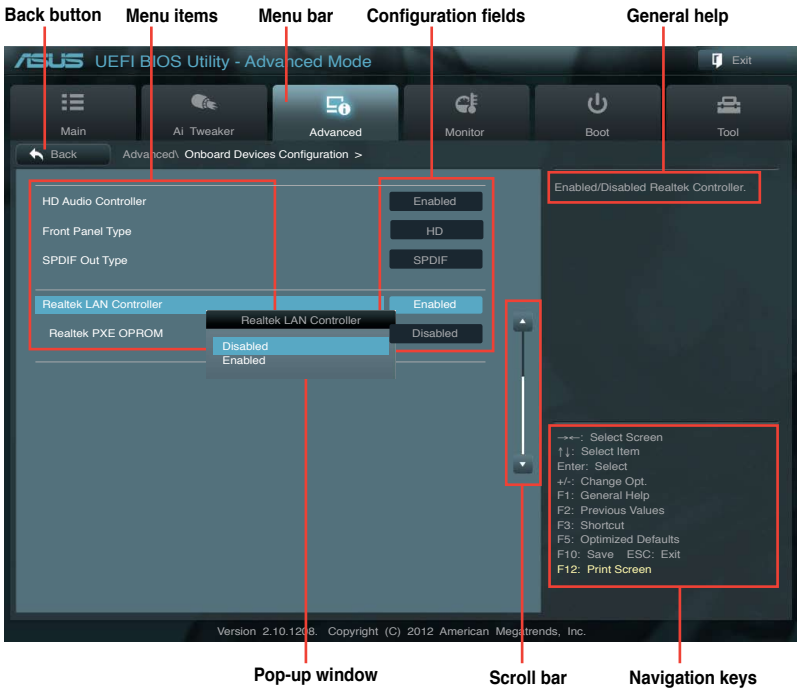 Back button Menu items Menu bar Configuration fields General help
ASUS UEFI BIOS Utility - Advanced Mode Exit
Main Ai Tweaker Advanced Monitor Boot Tool
Back Advanced\ Onboard Devices Configuration >
HD Audio Controller Enabled
Enabled/Disabled Realtek Controller.
Front Panel Type HD
SPDIF Out Type SPDIF
Realtek LAN Controller Enabled
Realtek LAN Controller
Realtek PXE OPROM Disabled
Disabled
Enabled
→←: Select Screen
↑↓: Select Item
Enter: Select
+/-: Change Opt.
F1: General Help
F2: Previous Values
F3: Shortcut
F5: Optimized Defaults
F10: Save ESC: Exit
F12: Print Screen
Version 2.10.1208. Copyright (C) 2012 American Megatrends, Inc.
Pop-up window Scroll bar Navigation keys